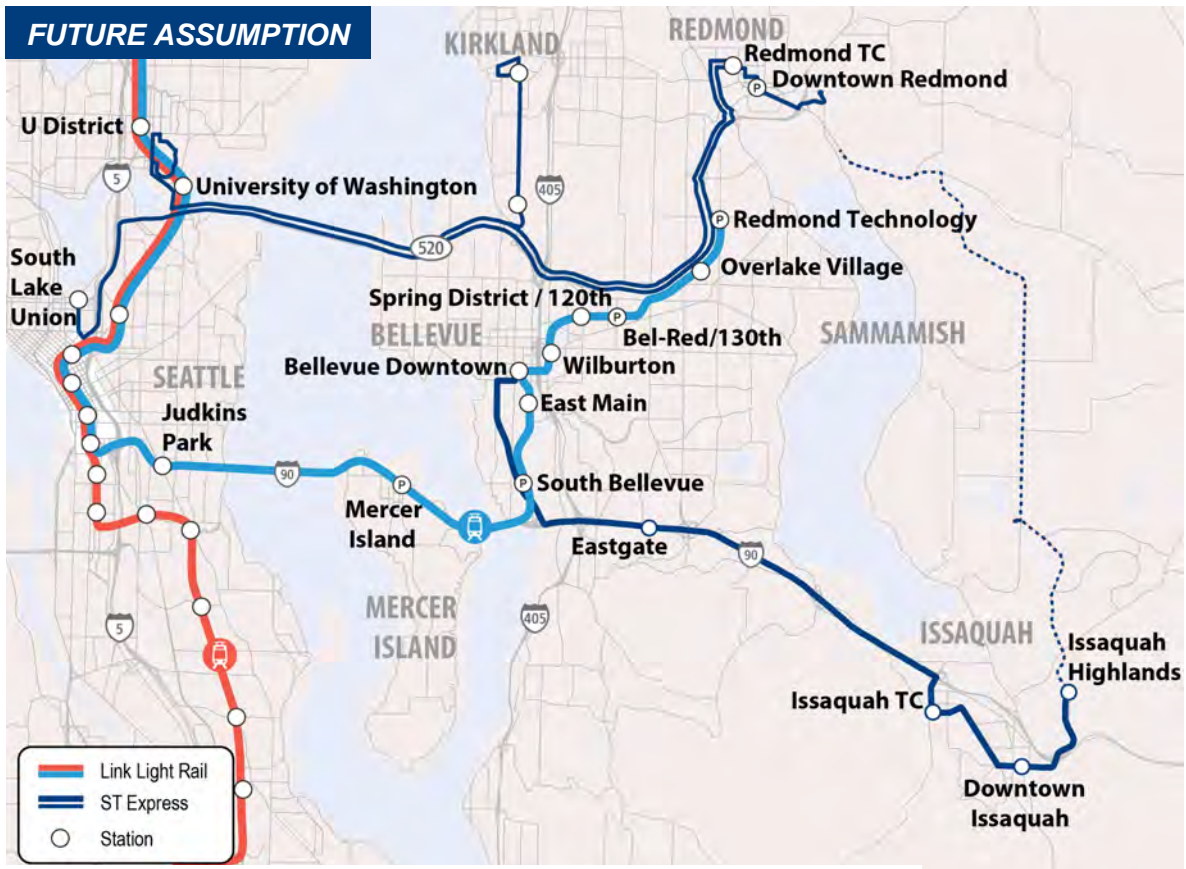 FUTURE ASSUMPTION
KIRKLAND
REDMOND
Redmond TC
Downtown Redmond
U District
5
University of Washington
405
Redmond Technology
520
South
Lake
Union
Overlake Village
Spring District / 120th
BELLEVUE
Bel-Red/130th
SAMMAMISH
Bellevue Downtown
Wilburton
SEATTLE
East Main
Judkins
Park
90
P
South Bellevue
Mercer
Island
Eastgate
90
MERCER
ISLAND
405
5
ISSAQUAH
Issaquah
Highlands
Issaquah TC
Downtown
Issaquah
Link Light Rail
ST Express
Station
P
P
P
P